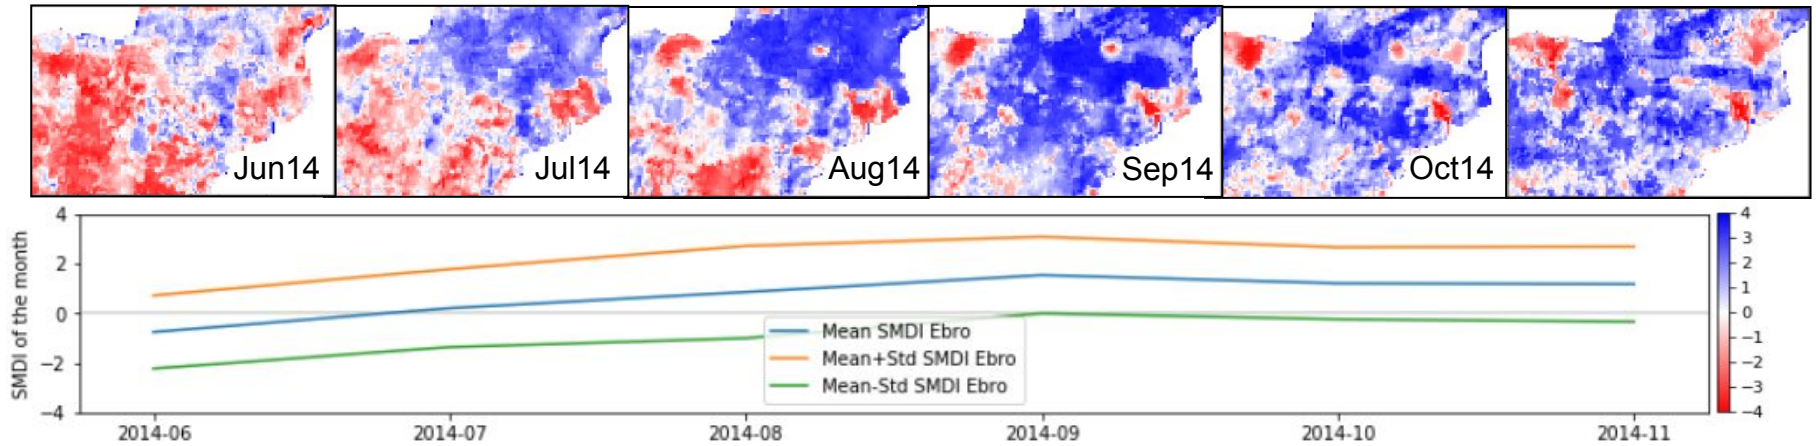 Jun14
Jul14
Aug14
Sep14
Oct14
SMDI of the month
4
2
0
−2
−4
Mean SMDI Ebro
Mean+Std SMDI Ebro
Mean-Std SMDI Ebro
2014-06
2014-07
2014-08
2014-09
2014-10
2014-11
4
3
2
1
0
−1
−2
−3
−4